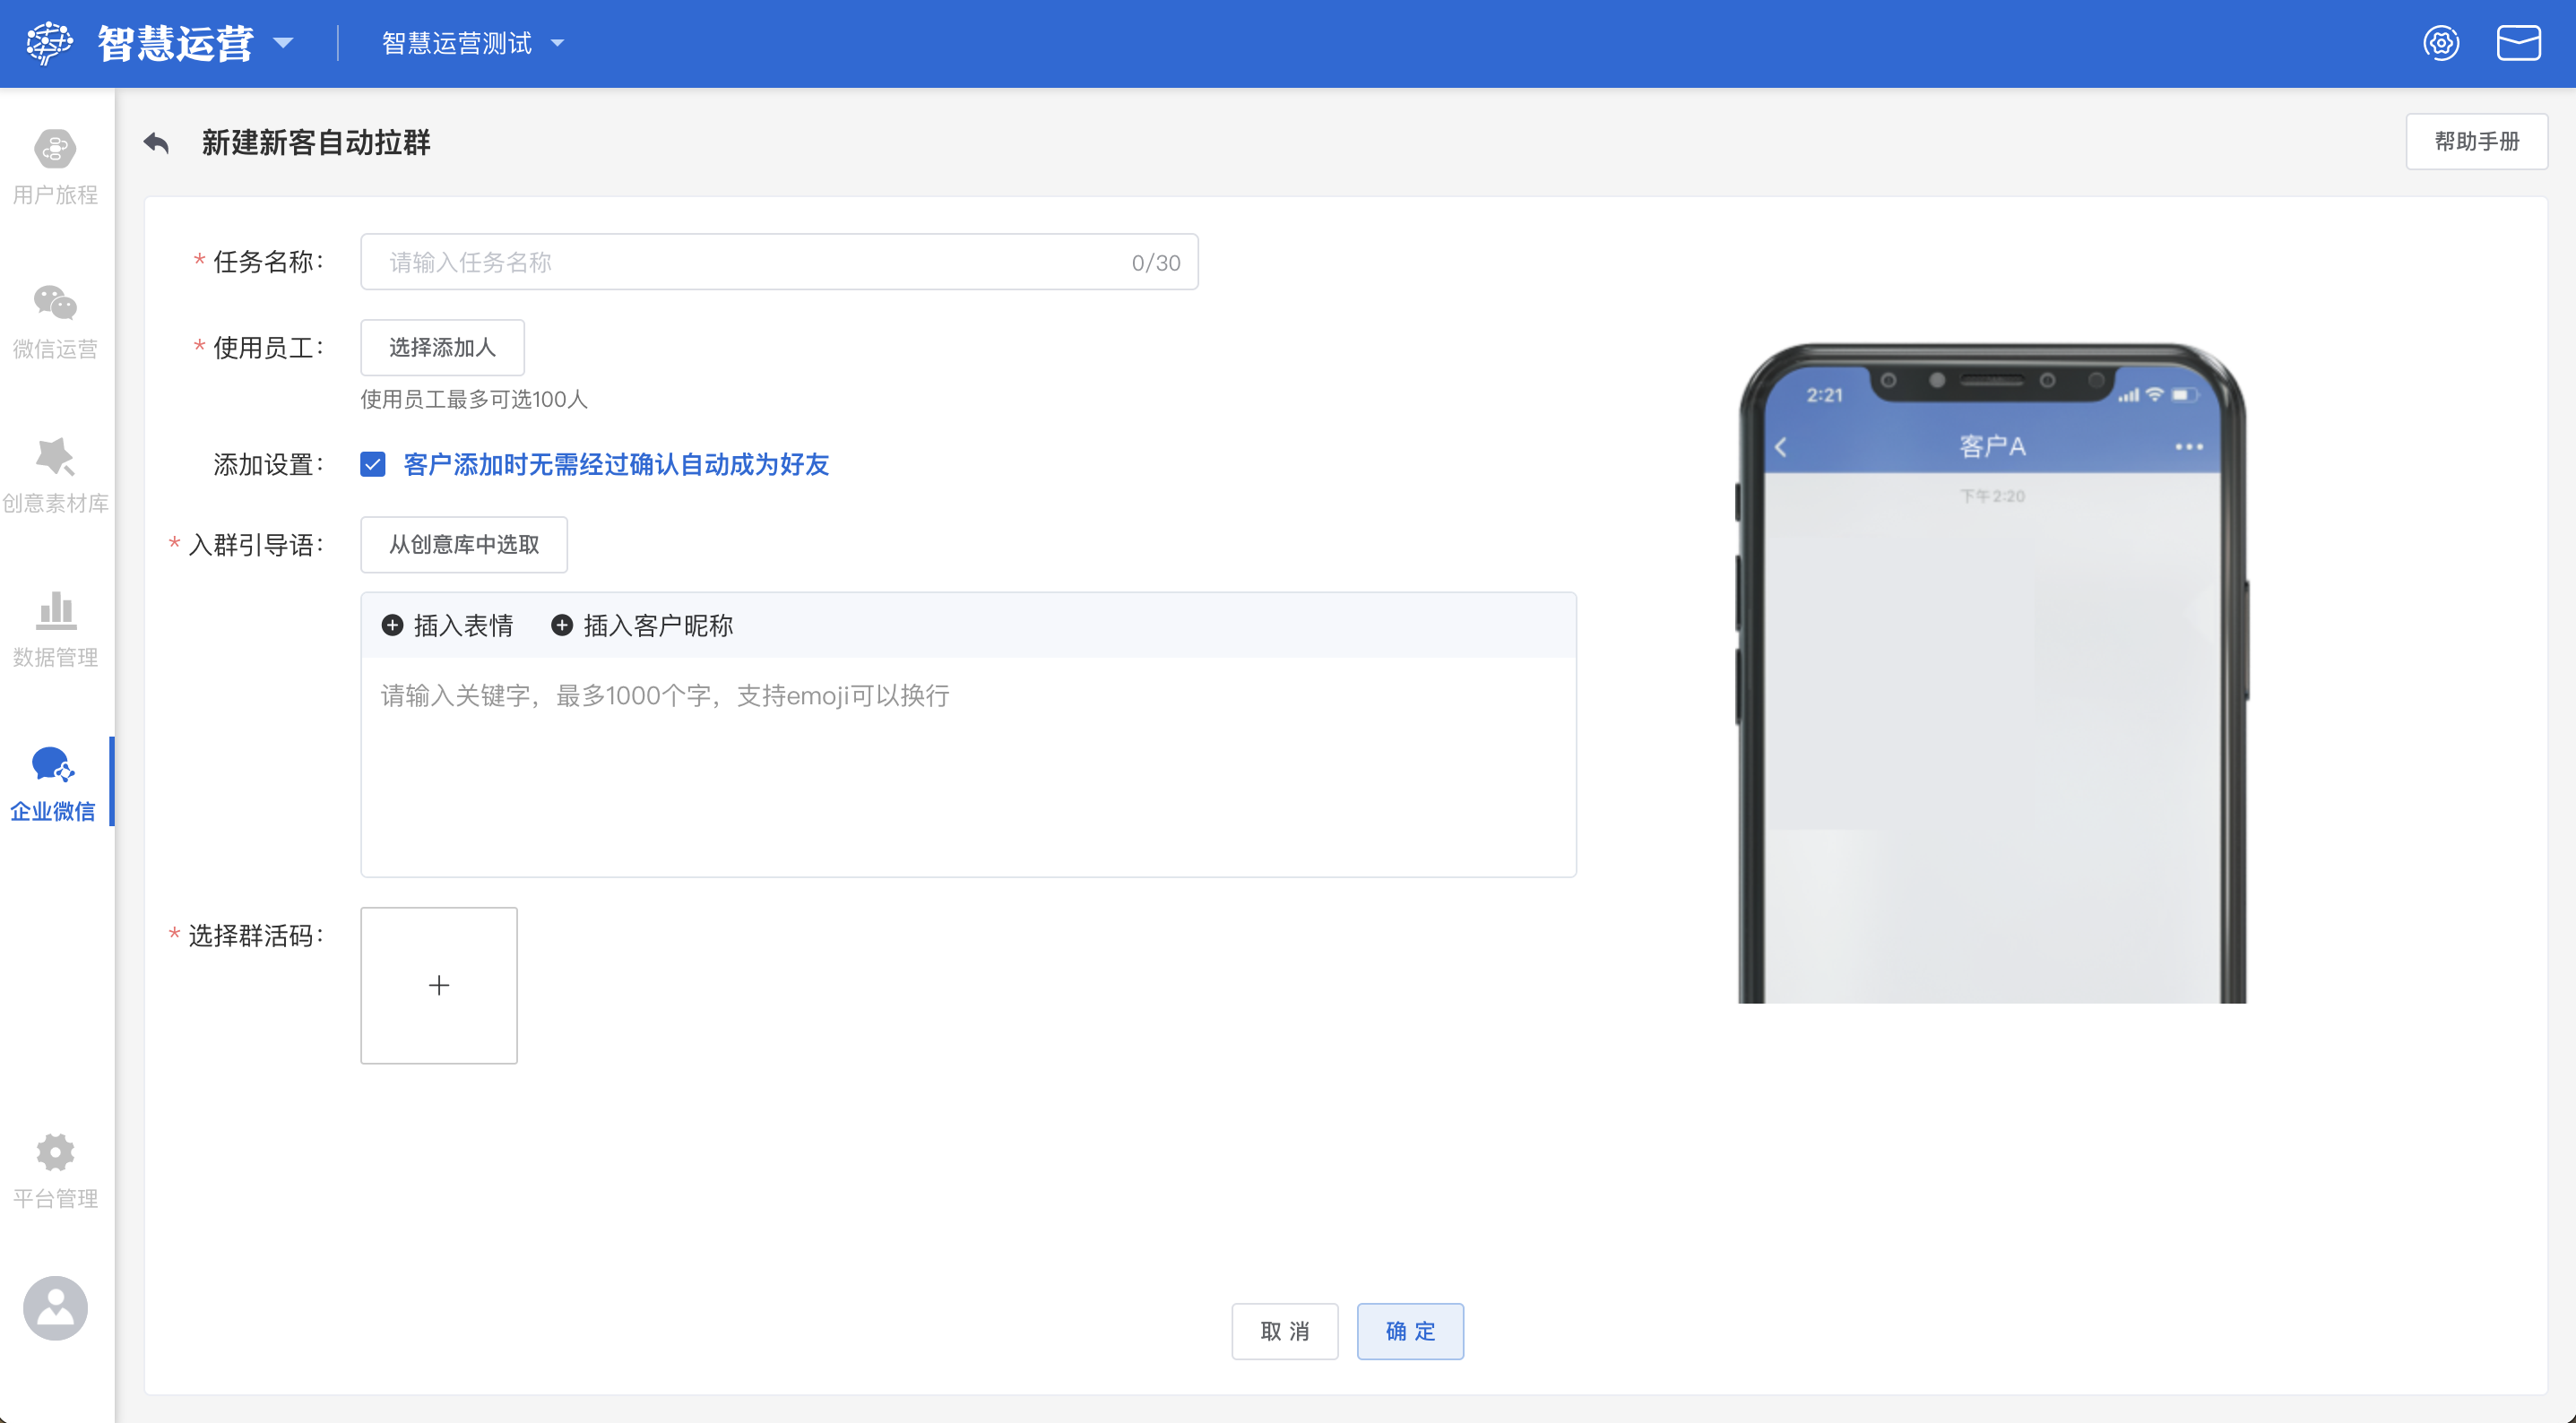 智慧运营
智慧运营测试
用户旅程
微信运营
创意素材库
数据管理
企业微信
平台管理
新建新客自动拉群
帮助手册
* 任务名称：
请输入任务名称
0/30
* 使用员工：
选择添加人
使用员工最多可选100人
添加设置：
客户添加时无需经过确认自动成为好友
* 入群引导语：
从创意库中选取
插入表情
插入客户昵称
请输入关键字，最多1000个字，支持emoji可以换行
* 选择群活码：
2:21
客户A
下午2:20
取 消
确 定